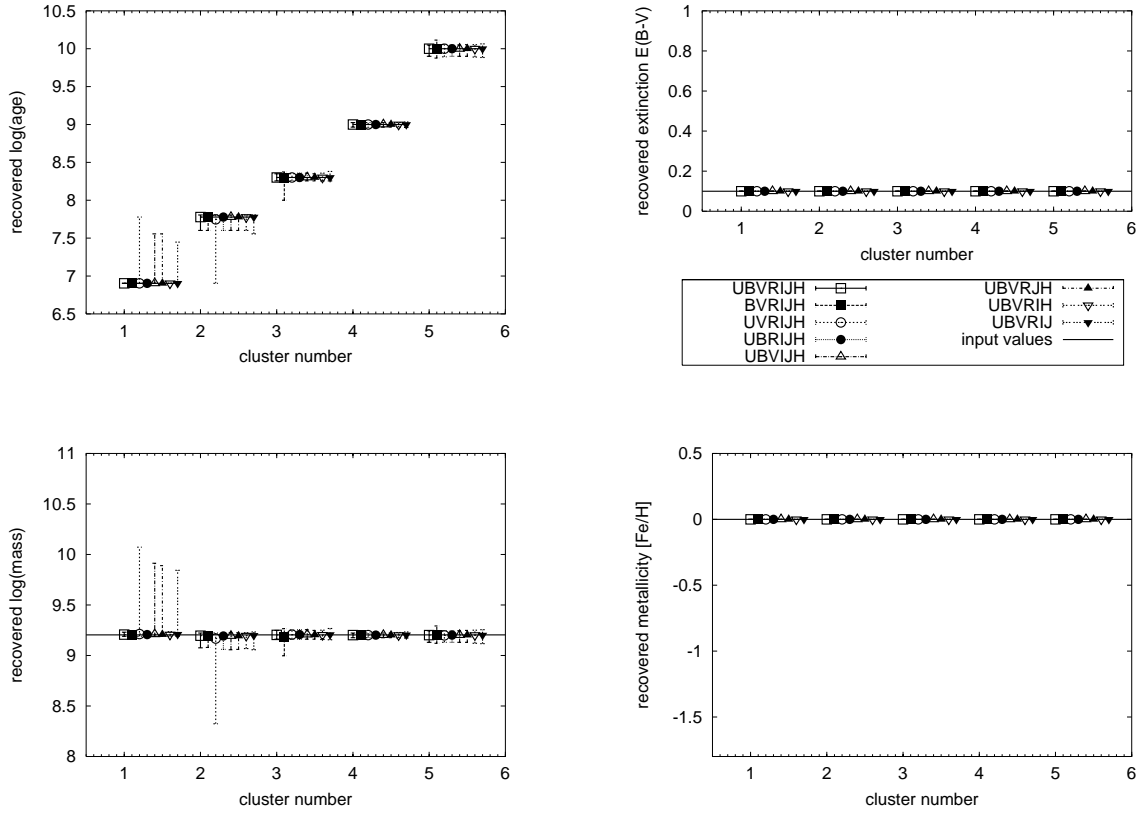 recovered log(age)
10.5
10
9.5
9
8.5
8
7.5
7
6.5
1 2 3 4 5 6
cluster number
recovered extinction E(B-V)
1
0.8
0.6
0.4
0.2
0
1 2 3 4 5 6
cluster number
UBVRIJH
BVRIJH
UVRIJH
UBRIJH
UBVIJH
UBVRJH
UBVRIH
UBVRIJ
input values
recovered log(mass)
11
10.5
10
9.5
9
8.5
8
1 2 3 4 5 6
cluster number
recovered metallicity [Fe/H]
0.5
0
-0.5
-1
-1.5
1 2 3 4 5 6
cluster number